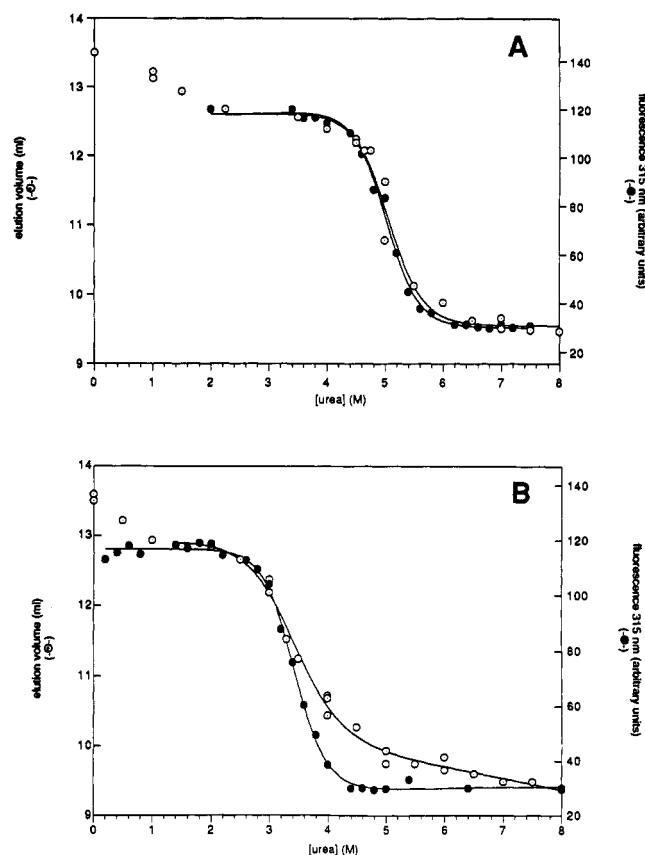 A
14
13
12
11
10
9
elution volume (ml)
(-O-)
140
120
100
80
60
40
20
fluorescence 315 nm (arbitrary units)
(-●-)
0 1 2 3 4 5 6 7 8
[urea] (M)
B
14
13
12
11
10
9
elution volume (ml)
(-O-)
140
120
100
80
60
40
20
fluorescence 315 nm (arbitrary units)
(-●-)
0 1 2 3 4 5 6 7 8
[urea] (M)